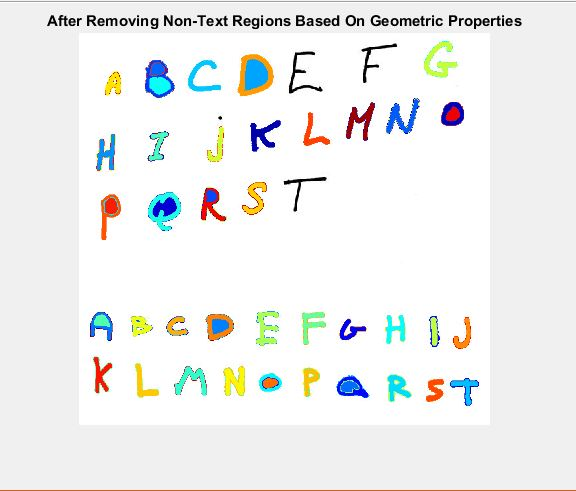 After Removing Non-Text Regions Based On Geometric Properties
A B C D E F G
H I j K L M N O
P Q R S T
A B C D E F G H I J
K L M N O P Q R S T